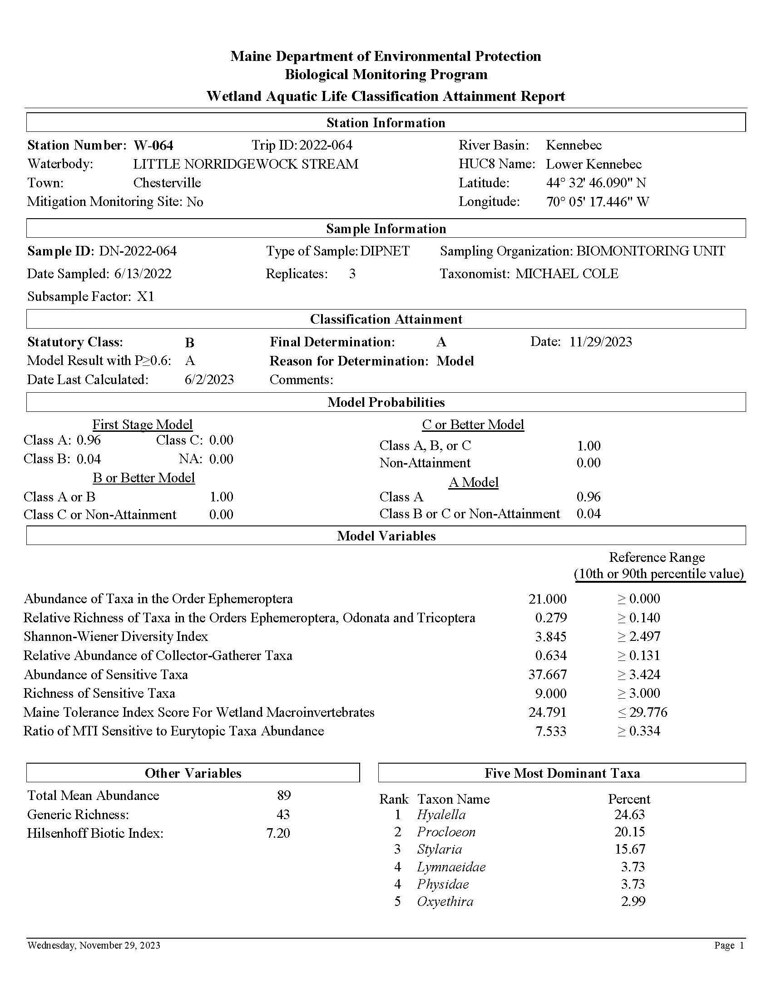 Maine Department of Environmental Protection
Biological Monitoring Program
Wetland Aquatic Life Classification Attainment Report
Station Information
Station Number: W-064 Trip ID: 2022-064 River Basin: Kennebec
Waterbody: LITTLE NORRIDGEWOCK STREAM HUC8 Name: Lower Kennebec
Town: Chesterville Latitude: 44° 32' 46.090" N
Mitigation Monitoring Site: No Longitude: 70° 05' 17.446" W
Sample Information
Sample ID: DN-2022-064 Type of Sample: DIPNET Sampling Organization: BIOMONITORING UNIT
Date Sampled: 6/13/2022 Replicates: 3 Taxonomist: MICHAEL COLE
Subsample Factor: X1
Classification Attainment
Statutory Class: B Final Determination: A Date: 11/29/2023
Model Result with P≥0.6: A Reason for Determination: Model
Date Last Calculated: 6/2/2023 Comments:
Model Probabilities
First Stage Model C or Better Model
Class A: 0.96 Class C: 0.00 Class A, B, or C 1.00
Class B: 0.04 NA: 0.00 Non-Attainment 0.00
B or Better Model A Model
Class A or B 1.00 Class A 0.96
Class C or Non-Attainment 0.00 Class B or C or Non-Attainment 0.04
Model Variables
Reference Range
(10th or 90th percentile value)
Abundance of Taxa in the Order Ephemeroptera 21.000 ≥ 0.000
Relative Richness of Taxa in the Orders Ephemeroptera, Odonata and Tricoptera 0.279 ≥ 0.140
Shannon-Wiener Diversity Index 3.845 ≥ 2.497
Relative Abundance of Collector-Gatherer Taxa 0.634 ≥ 0.131
Abundance of Sensitive Taxa 37.667 ≥ 3.424
Richness of Sensitive Taxa 9.000 ≥ 3.000
Maine Tolerance Index Score For Wetland Macroinvertebrates 24.791 ≤ 29.776
Ratio of MTI Sensitive to Eurytopic Taxa Abundance 7.533 ≥ 0.334
Other Variables
Total Mean Abundance 89
Generic Richness: 43
Hilsenhoff Biotic Index: 7.20
Five Most Dominant Taxa
Rank Taxon Name Percent
1 Hyalella 24.63
2 Procloeon 20.15
3 Stylaria 15.67
4 Lymnaeidae 3.73
4 Physidae 3.73
5 Oxyethira 2.99
Wednesday, November 29, 2023 Page 1